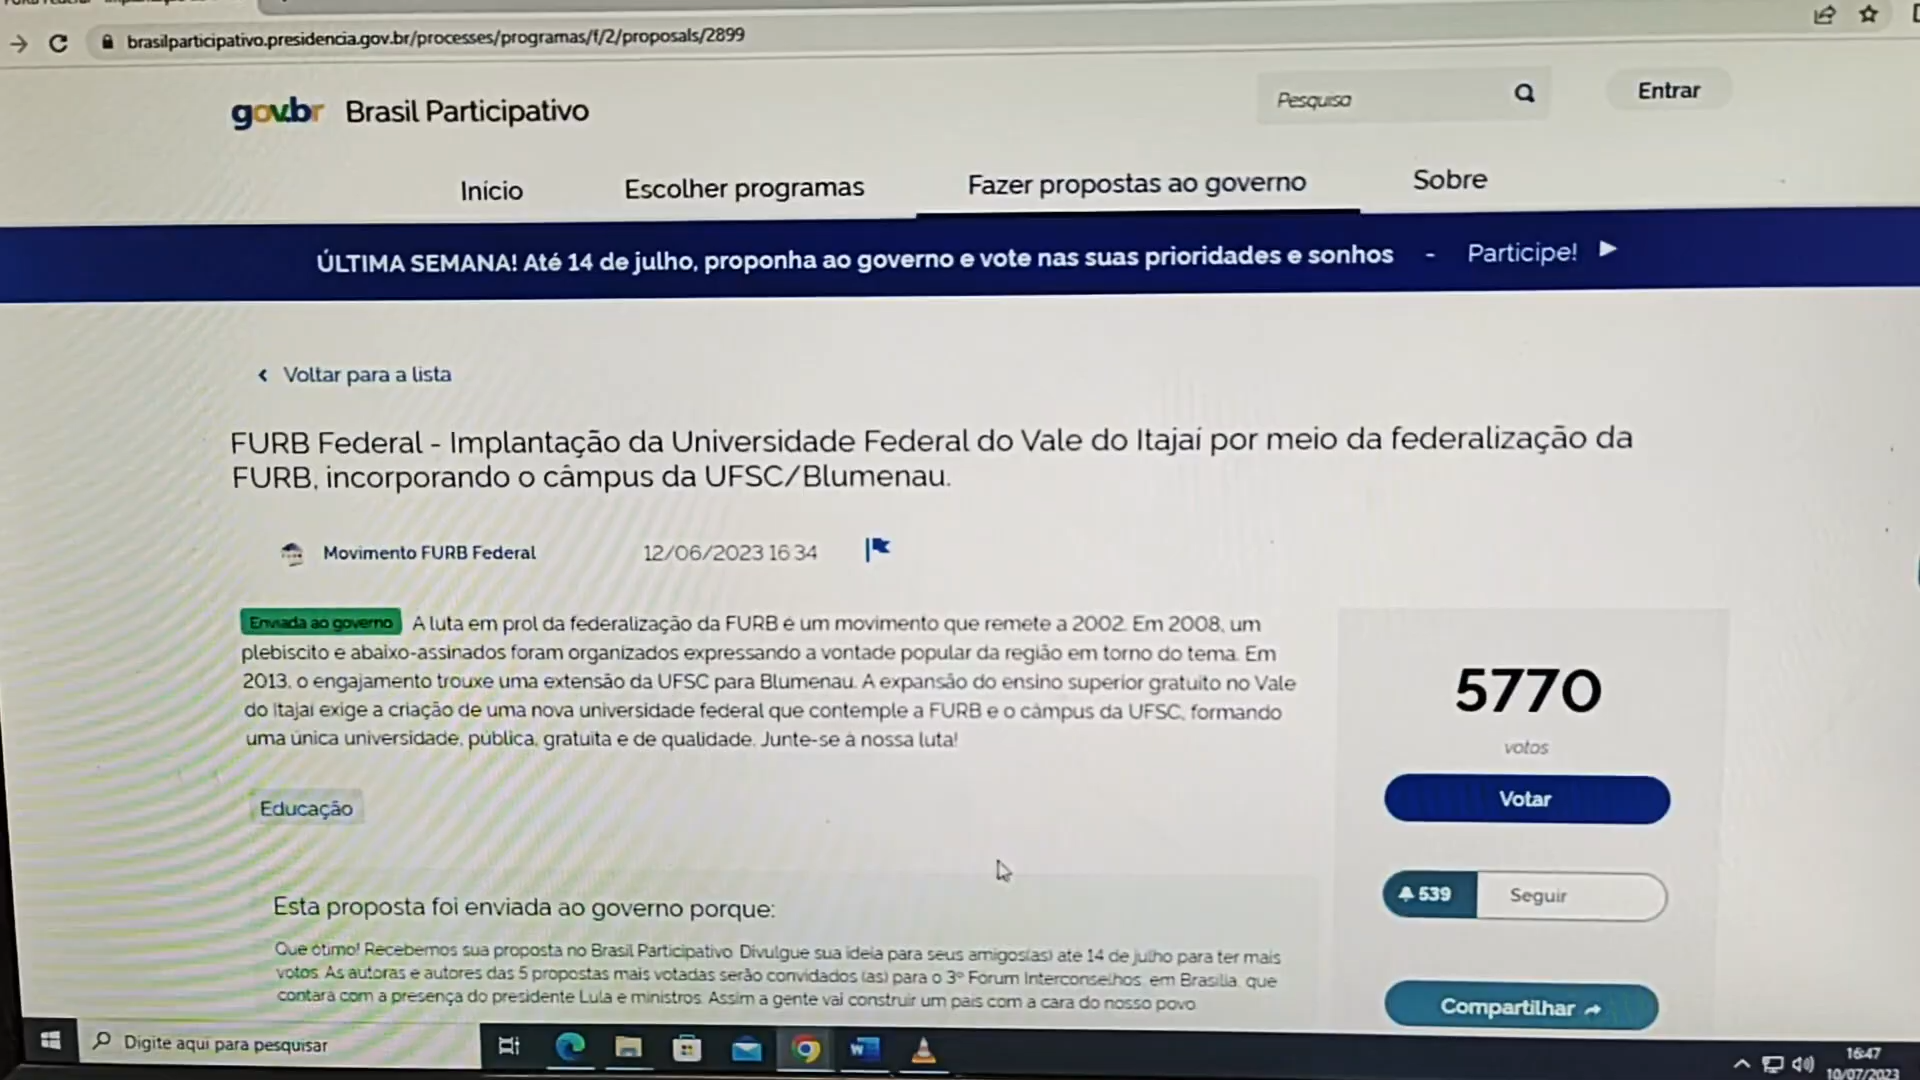 brasilparticipativo.presidencia.gov.br/processes/programas/f/2/proposals/2899
gov.br Brasil Participativo
Pesquisa
Entrar
Início
Escolher programas
Fazer propostas ao governo
Sobre
ÚLTIMA SEMANA! Até 14 de julho, proponha ao governo e vote nas suas prioridades e sonhos - Participe!
Voltar para a lista
FURB Federal - Implantação da Universidade Federal do Vale do Itajaí por meio da federalização da
FURB, incorporando o câmpus da UFSC/Blumenau.
Movimento FURB Federal
12/06/2023 16:34
Enviada ao governo A luta em prol da federalização da FURB é um movimento que remete a 2002. Em 2008, um
plebiscito e abaixo-assinados foram organizados expressando a vontade popular da região em torno do tema. Em
2013, o engajamento trouxe uma extensão da UFSC para Blumenau. A expansão do ensino superior gratuito no Vale
do Itajaí exige a criação de uma nova universidade federal que contemple a FURB e o câmpus da UFSC, formando
uma única universidade, pública, gratuita e de qualidade. Junte-se à nossa luta!
5770
votos
Votar
Educação
539
Seguir
Esta proposta foi enviada ao governo porque:
Que ótimo! Recebemos sua proposta no Brasil Participativo. Divulgue sua ideia para seus amigos(as) até 14 de julho para ter mais
votos. As autoras e autores das 5 propostas mais votadas serão convidados (as) para o 3º Fórum Interconselhos, em Brasília, que
contará com a presença do presidente Lula e ministros. Assim a gente vai construir um país com a cara do nosso povo.
Compartilhar
Digite aqui para pesquisar
16:47
10/07/2023